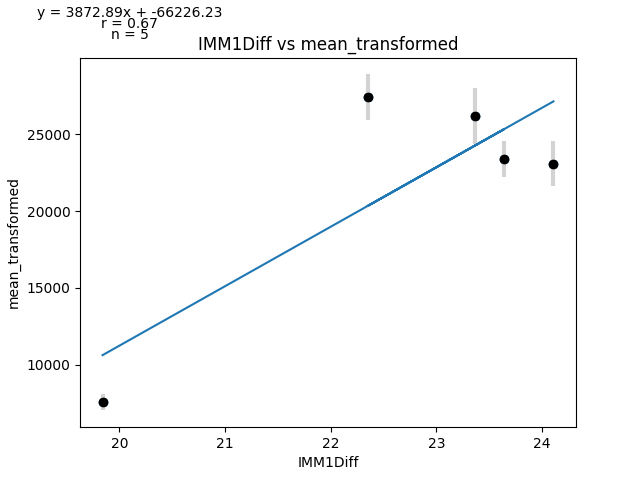 y = 3872.89x + -66226.23
r = 0.67
n = 5
IMM1Diff vs mean_transformed
mean_transformed
25000
20000
15000
10000
20 21 22 23 24
IMM1Diff